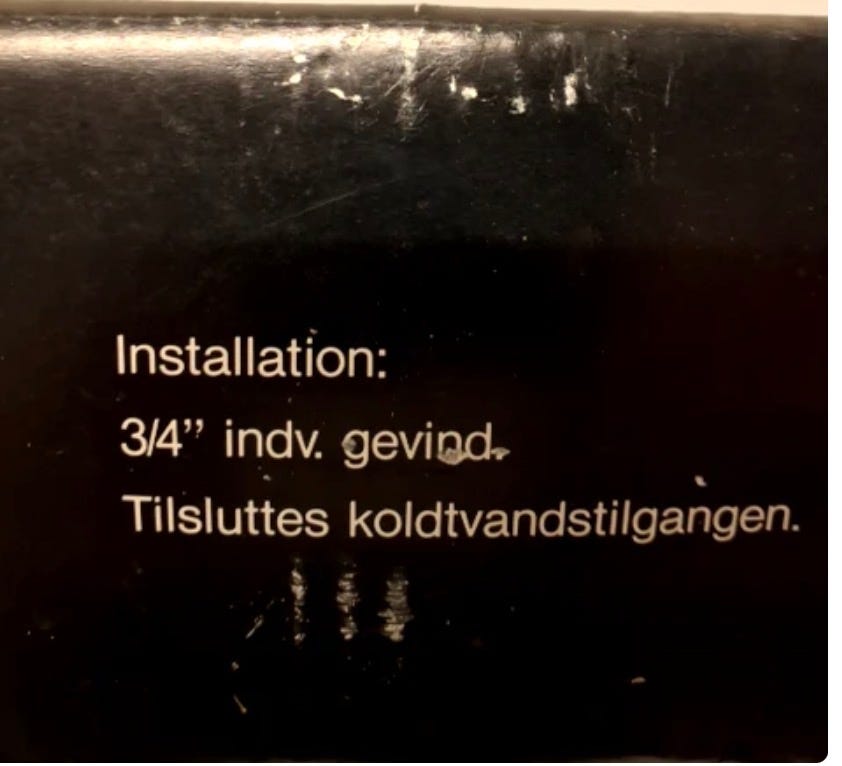 Installation:
3/4” indv. gevind.
Tilsluttes koldtvandstilgangen.